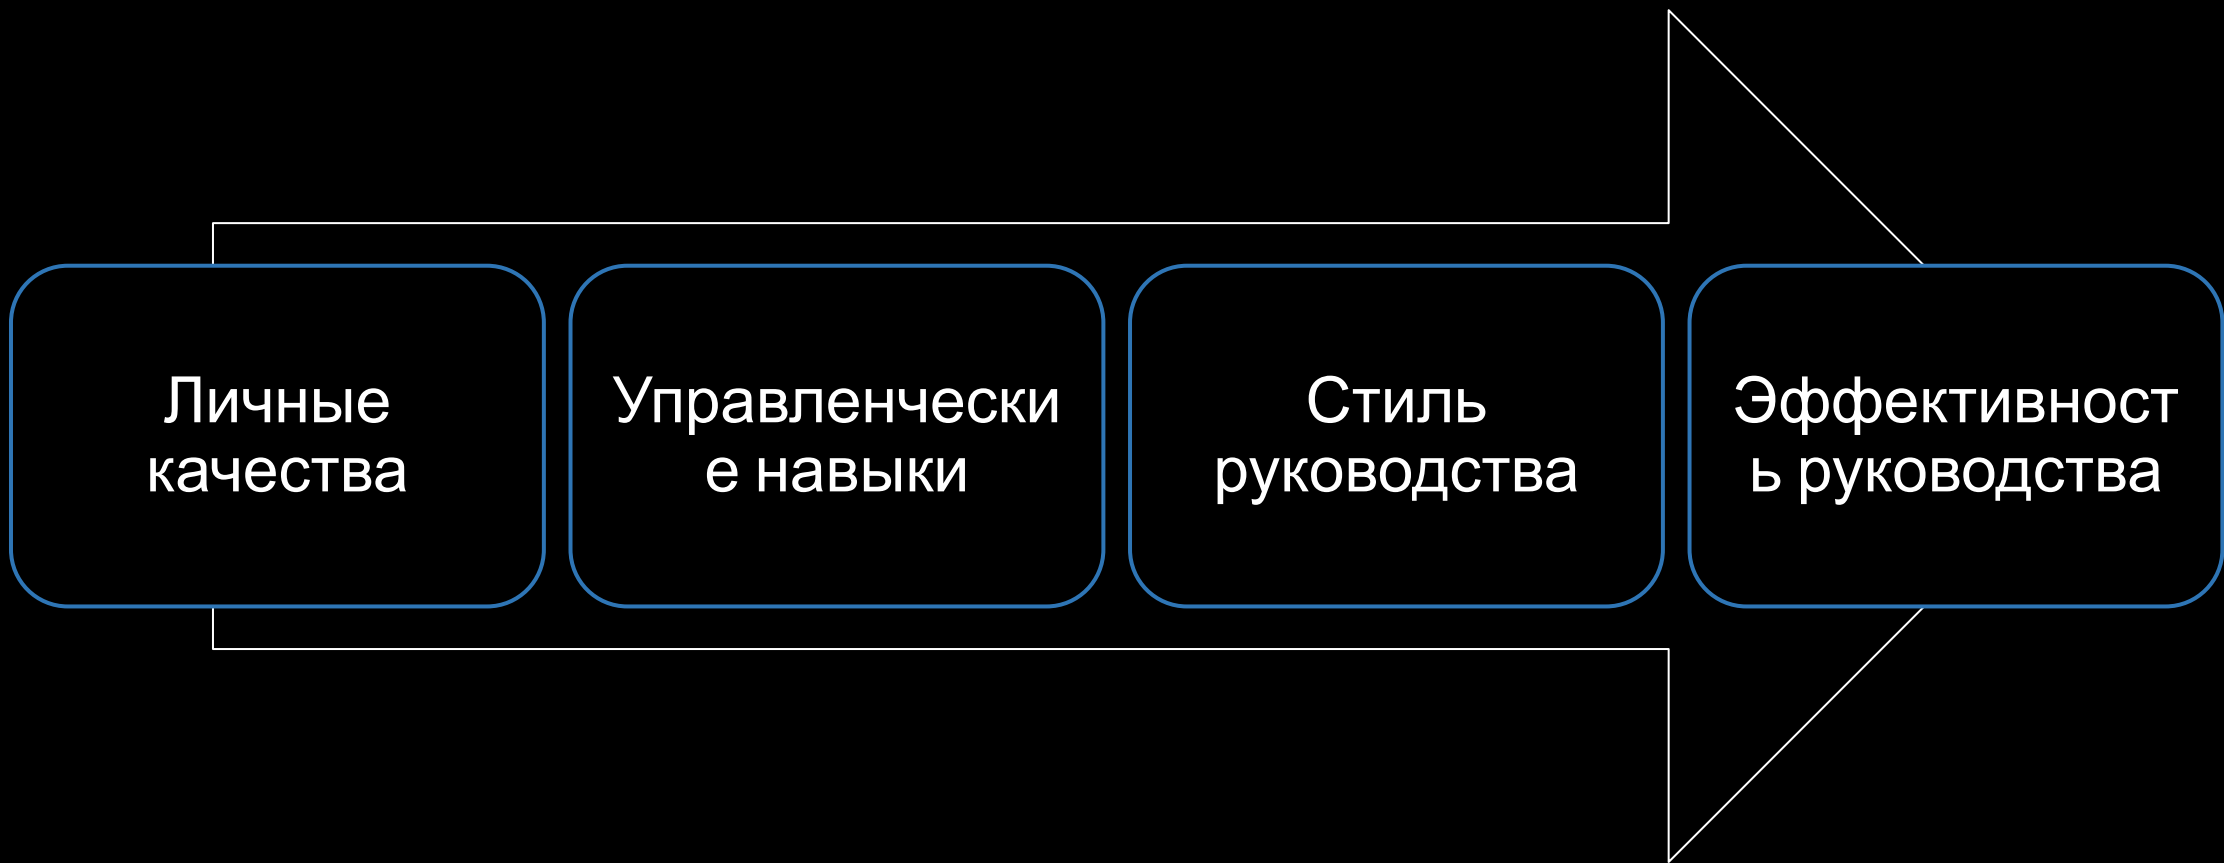 Личные
качества
Управленчески
е навыки
Стиль
руководства
Эффективност
ь руководства